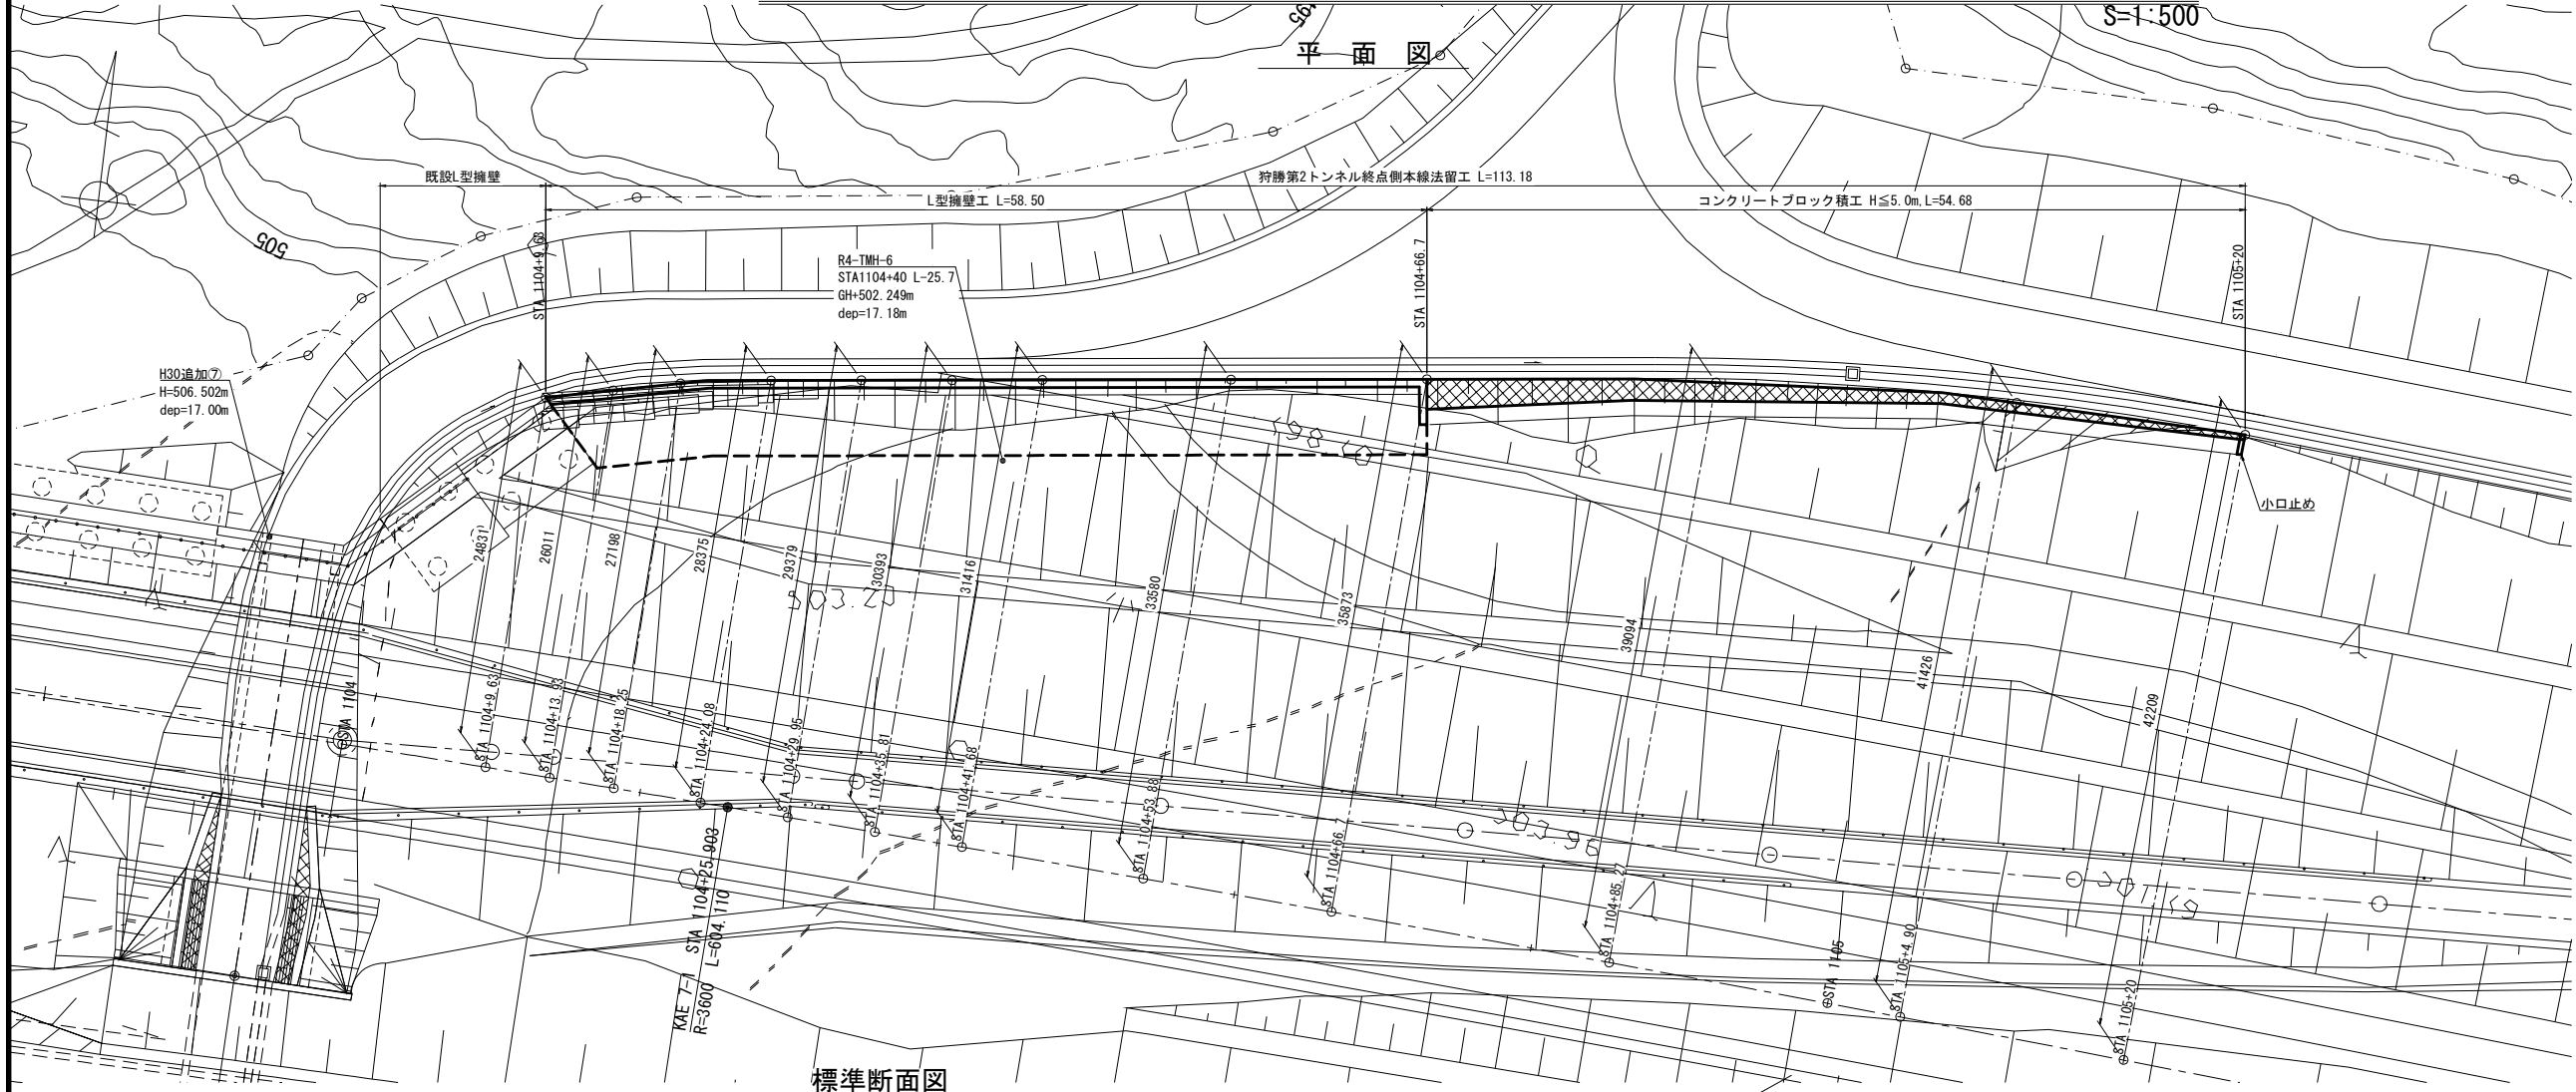 S=1:500
平 面 図
495
既設L型擁壁
狩勝第2トンネル終点側本線法留工 L=113.18
L型擁壁工 L=58.50
コンクリートブロック積工 H≦5.0m,L=54.68
505
STA 1104+9.63
STA 1104+66.7
STA 1105+20
R4-TMH-6
STA1104+40 L-25.7
GH+502.249m
dep=17.18m
H30追加⑦
H=506.502m
dep=17.00m
小口止め
24831
26011
27198
28375
29379
30393
31416
33580
35873
39094
41426
42209
STA 1104
STA 1104+9.63
STA 1104+13.93
STA 1104+18.25
STA 1104+24.08
STA 1104+29.95
STA 1104+35.81
STA 1104+41.68
STA 1104+53.88
STA 1104+66.7
STA 1104+85.27
STA 1105
STA 1105+4.90
STA 1105+20
KAE 7-1 STA 1104+25.903
R=3600 L=694.110
標準断面図